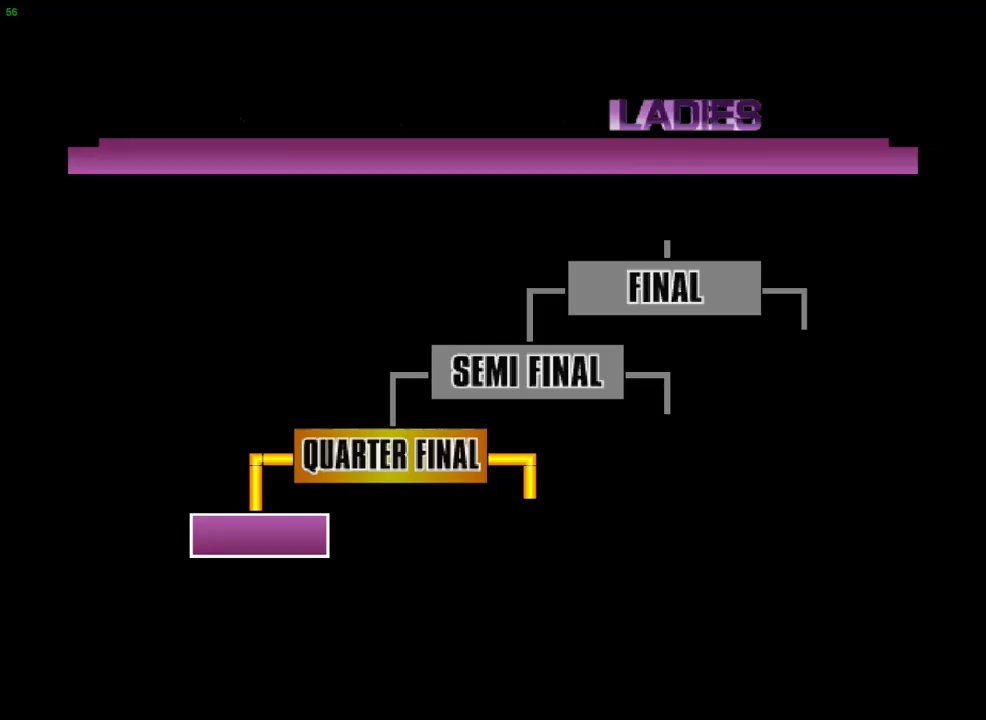 56
LADIES
FINAL
SEMI FINAL
QUARTER FINAL